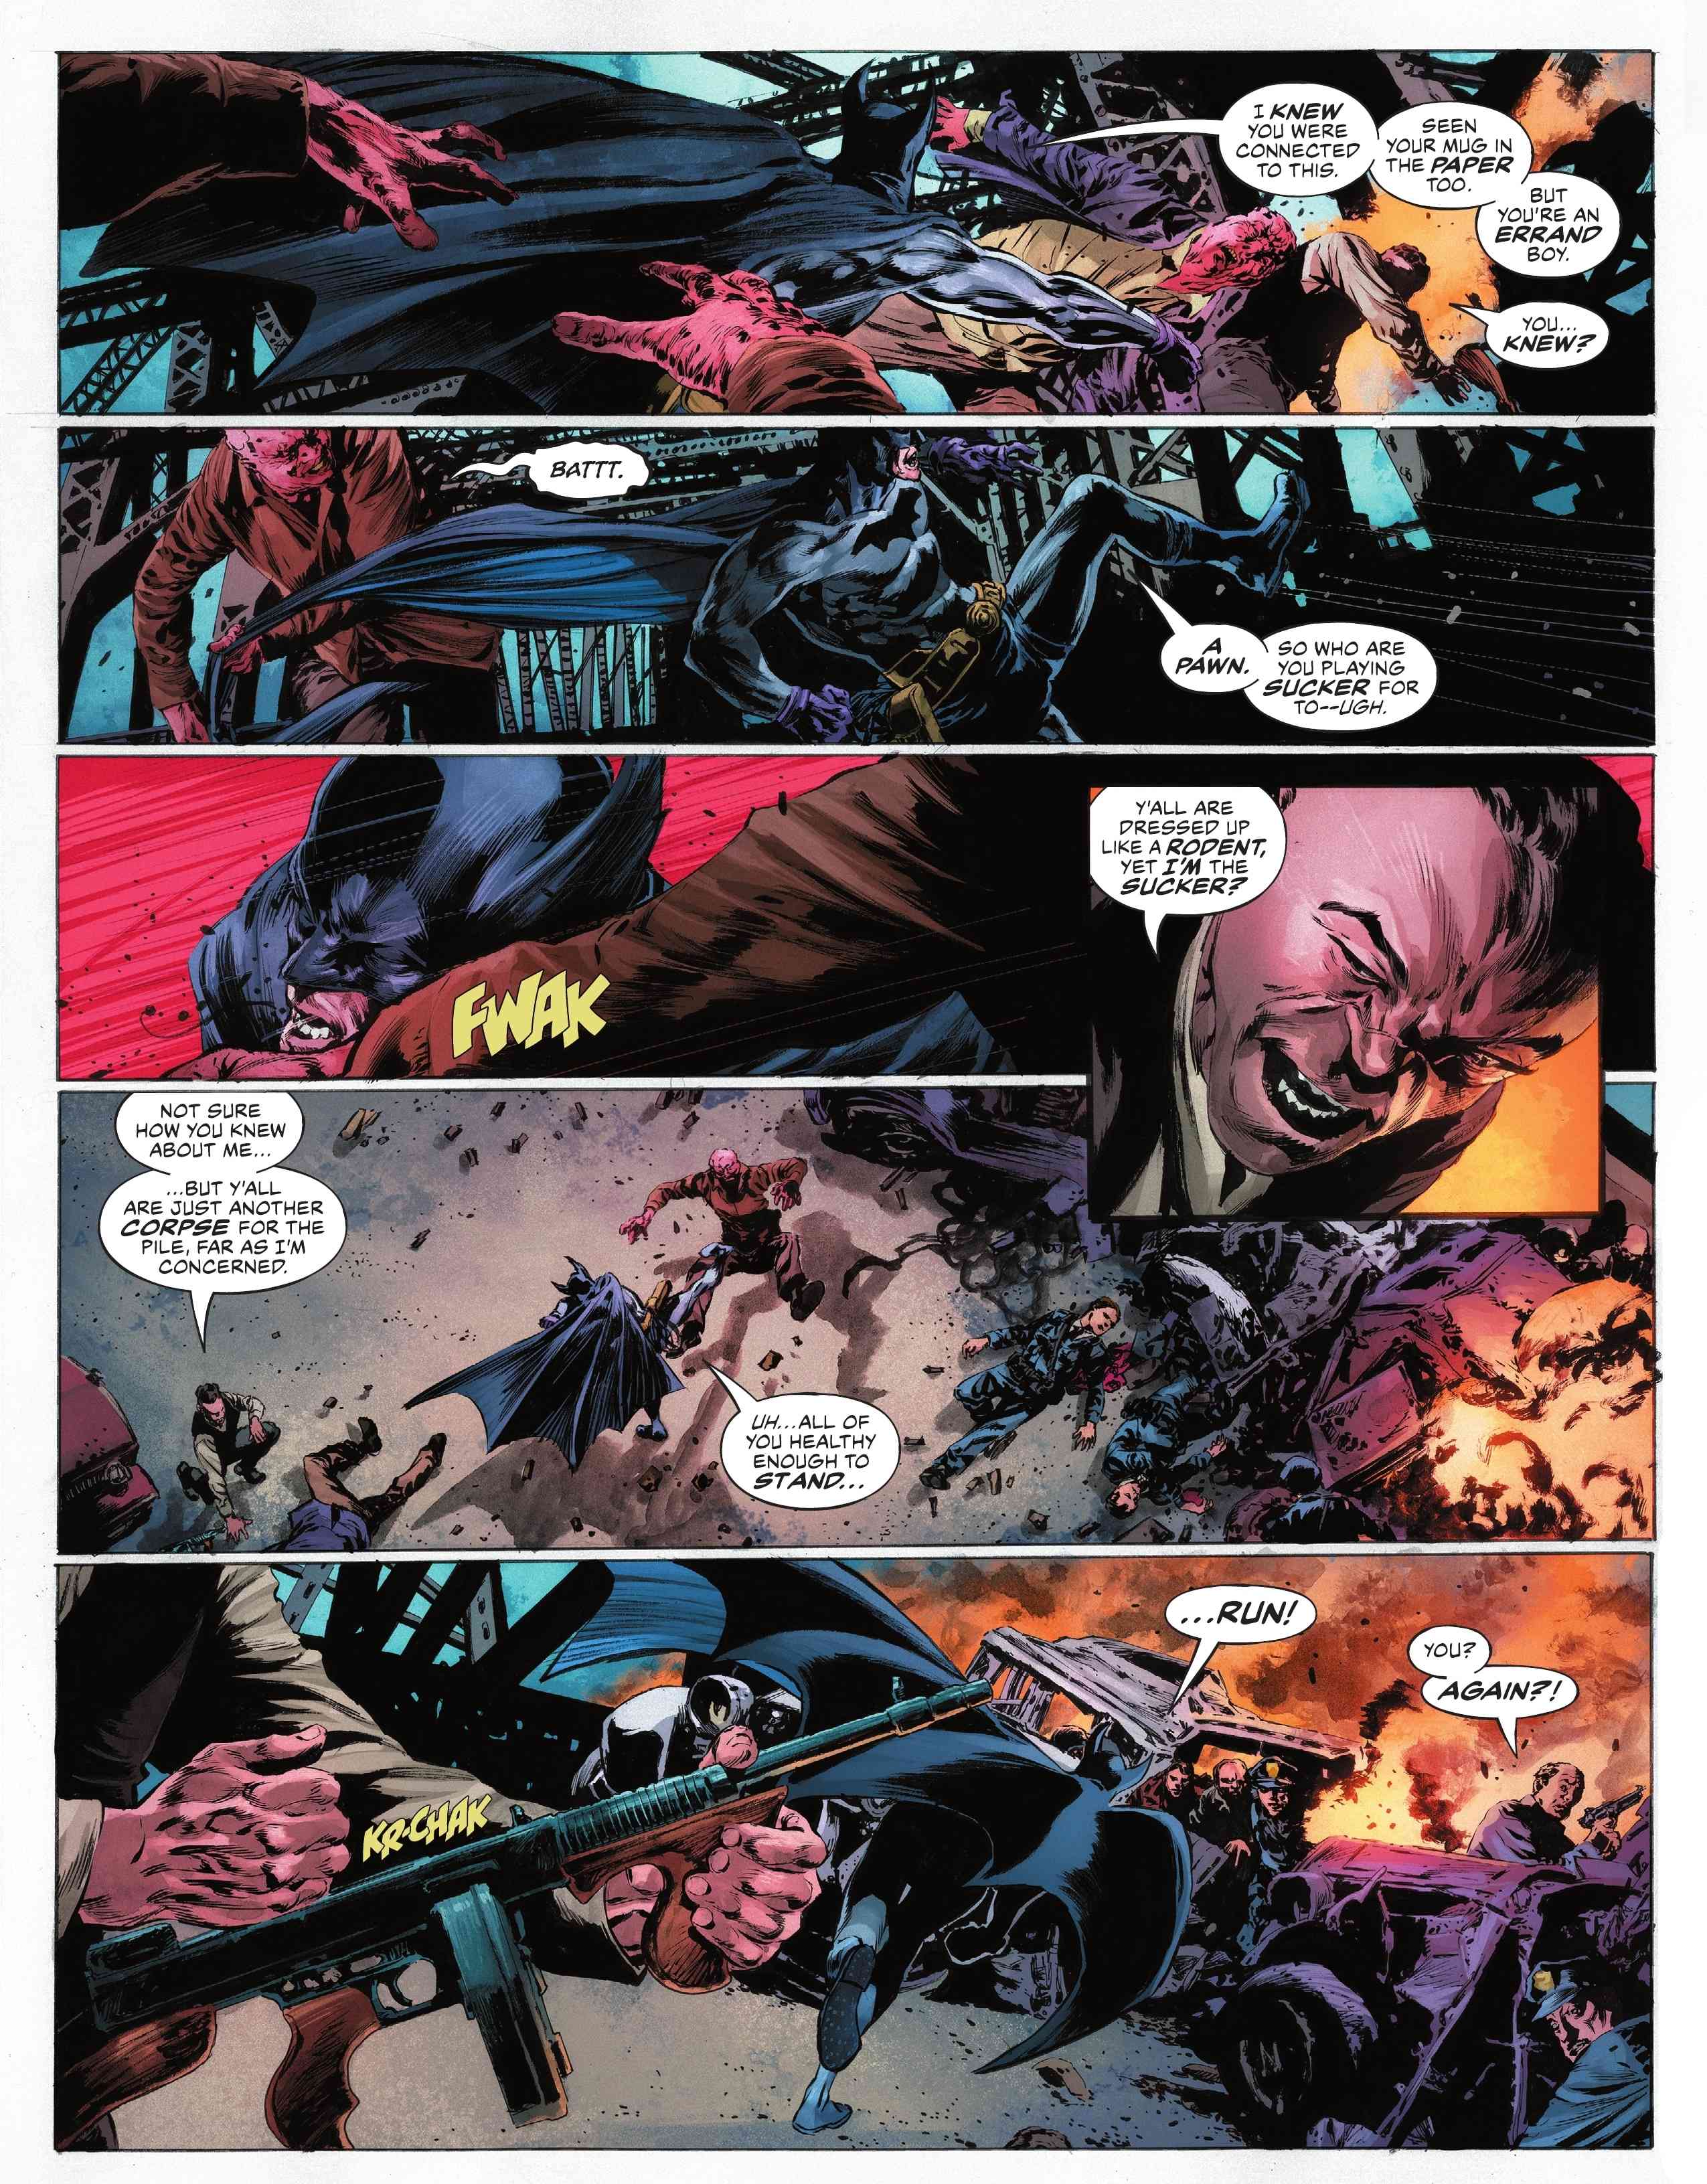 I KNEW
YOU WERE
CONNECTED
TO THIS.
SEEN
YOUR MUG IN
THE PAPER
TOO.
BUT
YOU'RE AN
ERRAND
BOY.
YOU...
KNEW?
BATTT.
A
PAWN.
SO WHO ARE
YOU PLAYING
SUCKER FOR
TO--UGH.
FWAK
Y'ALL ARE
DRESSED UP
LIKE A RODENT,
YET I'M THE
SUCKER?
NOT SURE
HOW YOU KNEW
ABOUT ME...
...BUT Y'ALL
ARE JUST ANOTHER
CORPSE FOR THE
PILE, FAR AS I'M
CONCERNED.
UH...ALL OF
YOU HEALTHY
ENOUGH TO
STAND...
...RUN!
YOU?
AGAIN?!
KR-CHAK